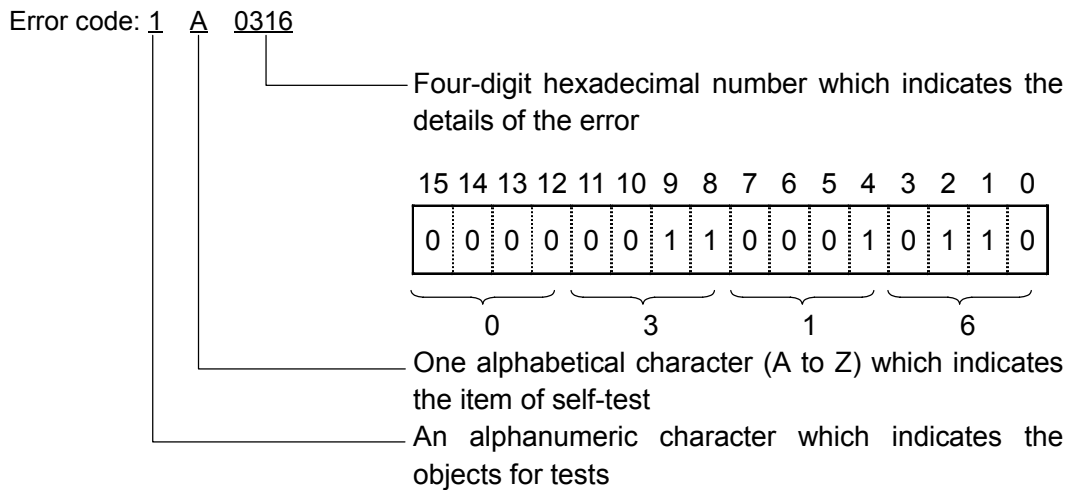 Error code: 1 A 0316
Four-digit hexadecimal number which indicates the
details of the error
15 14 13 12 11 10 9 8 7 6 5 4 3 2 1 0
0 0 0 0 0 0 1 1 0 0 0 1 0 1 1 0
0 3 1 6
One alphabetical character (A to Z) which indicates
the item of self-test
An alphanumeric character which indicates the
objects for tests